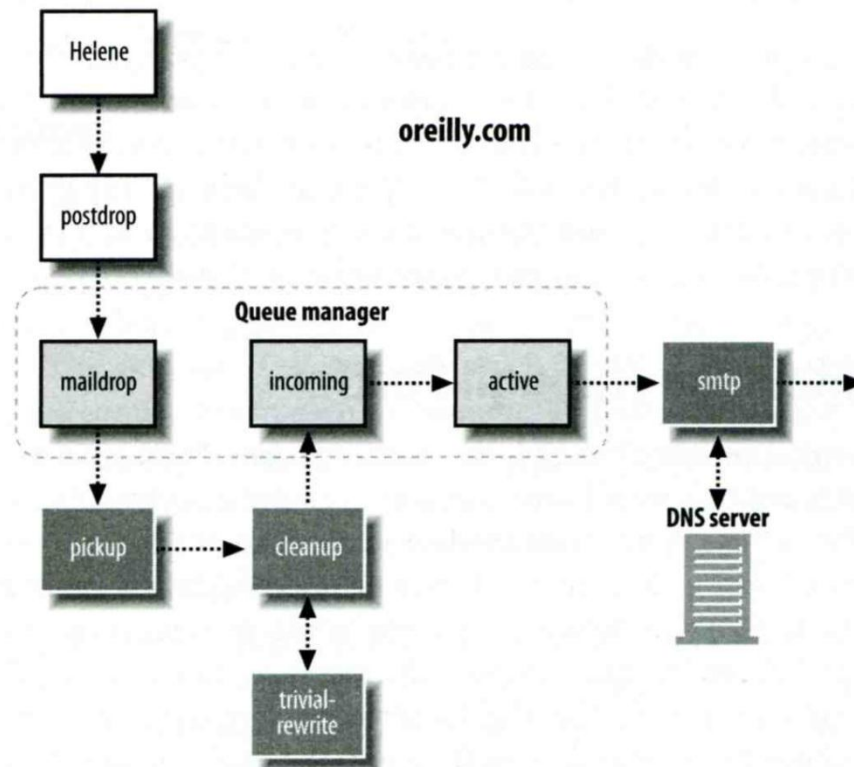 Helene
oreilly.com
postdrop
Queue manager
maildrop
incoming
active
smtp
pickup
cleanup
DNS server
trivial-
rewrite